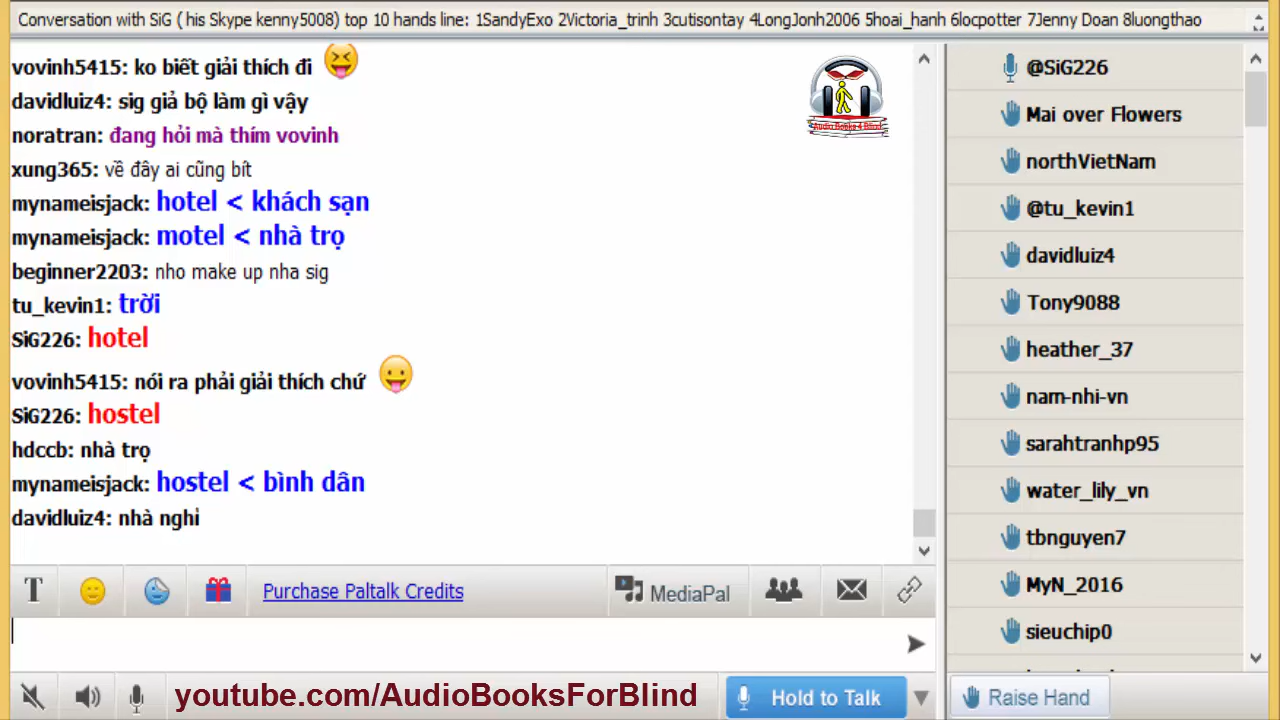 Conversation with SiG ( his Skype kenny5008) top 10 hands line: 1SandyExo 2Victoria_trinh 3cutisontay 4LongJonh2006 5hoai_hanh 6locpotter 7Jenny Doan 8luongthao
vovinh5415: ko biết giải thích đi
davidluiz4: sig giả bộ làm gì vậy
noratran: đang hỏi mà thím vovinh
xung365: về đây ai cũng bít
mynameisjack: hotel < khách sạn
mynameisjack: motel < nhà trọ
beginner2203: nho make up nha sig
tu_kevin1: trời
SiG226: hotel
vovinh5415: nói ra phải giải thích chứ
SiG226: hostel
hdccb: nhà trọ
mynameisjack: hostel < bình dân
davidluiz4: nhà nghỉ
Audio Books 4 Blind
@SiG226
Mai over Flowers
northVietNam
@tu_kevin1
davidluiz4
Tony9088
heather_37
nam-nhi-vn
sarahtranhp95
water_lily_vn
tbnguyen7
MyN_2016
sieuchip0
T
Purchase Paltalk Credits
MediaPal
youtube.com/AudioBooksForBlind
Hold to Talk
Raise Hand